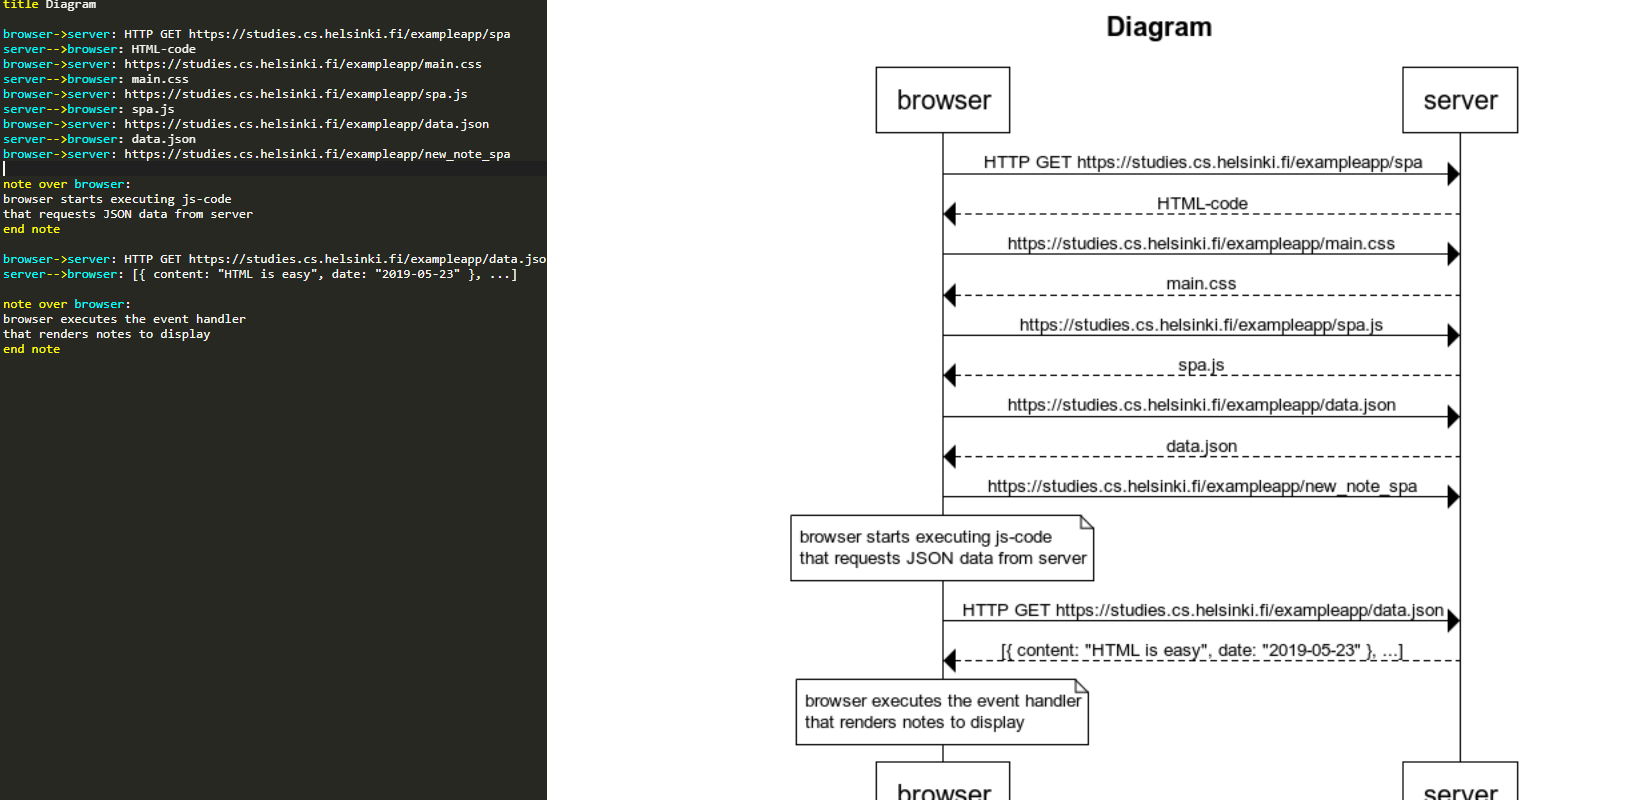 title Diagram
browser->server: HTTP GET https://studies.cs.helsinki.fi/exampleapp/spa
server-->browser: HTML-code
browser->server: https://studies.cs.helsinki.fi/exampleapp/main.css
server-->browser: main.css
browser->server: https://studies.cs.helsinki.fi/exampleapp/spa.js
server-->browser: spa.js
browser->server: https://studies.cs.helsinki.fi/exampleapp/data.json
server-->browser: data.json
browser->server: https://studies.cs.helsinki.fi/exampleapp/new_note_spa
note over browser:
browser starts executing js-code
that requests JSON data from server
end note
browser->server: HTTP GET https://studies.cs.helsinki.fi/exampleapp/data.jso
server-->browser: [{ content: "HTML is easy", date: "2019-05-23" }, ...]
note over browser:
browser executes the event handler
that renders notes to display
end note
Diagram
browser
server
HTTP GET https://studies.cs.helsinki.fi/exampleapp/spa
HTML-code
https://studies.cs.helsinki.fi/exampleapp/main.css
main.css
https://studies.cs.helsinki.fi/exampleapp/spa.js
spa.js
https://studies.cs.helsinki.fi/exampleapp/data.json
data.json
https://studies.cs.helsinki.fi/exampleapp/new_note_spa
browser starts executing js-code
that requests JSON data from server
HTTP GET https://studies.cs.helsinki.fi/exampleapp/data.json
[{ content: "HTML is easy", date: "2019-05-23" }, ...]
browser executes the event handler
that renders notes to display
browser
server